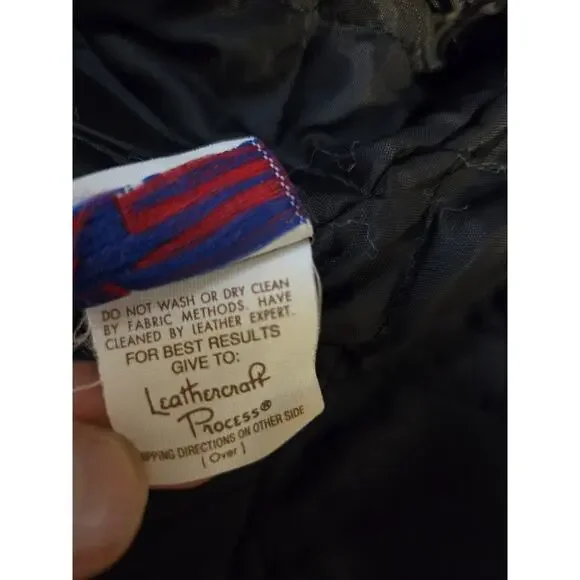 DO NOT WASH OR DRY CLEAN
BY FABRIC METHODS. HAVE
CLEANED BY LEATHER EXPERT.
FOR BEST RESULTS
GIVE TO:
Leathercraft
Process®
PPING DIRECTIONS ON OTHER SIDE
(Over)